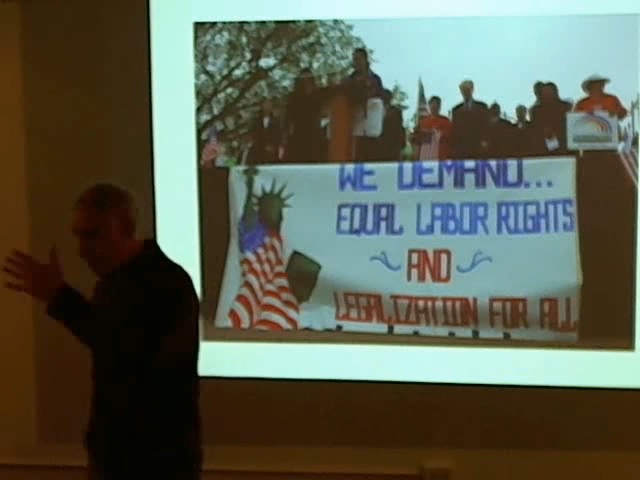 WE DEMAND...
EQUAL LABOR RIGHTS
AND
LEGALIZATION FOR ALL